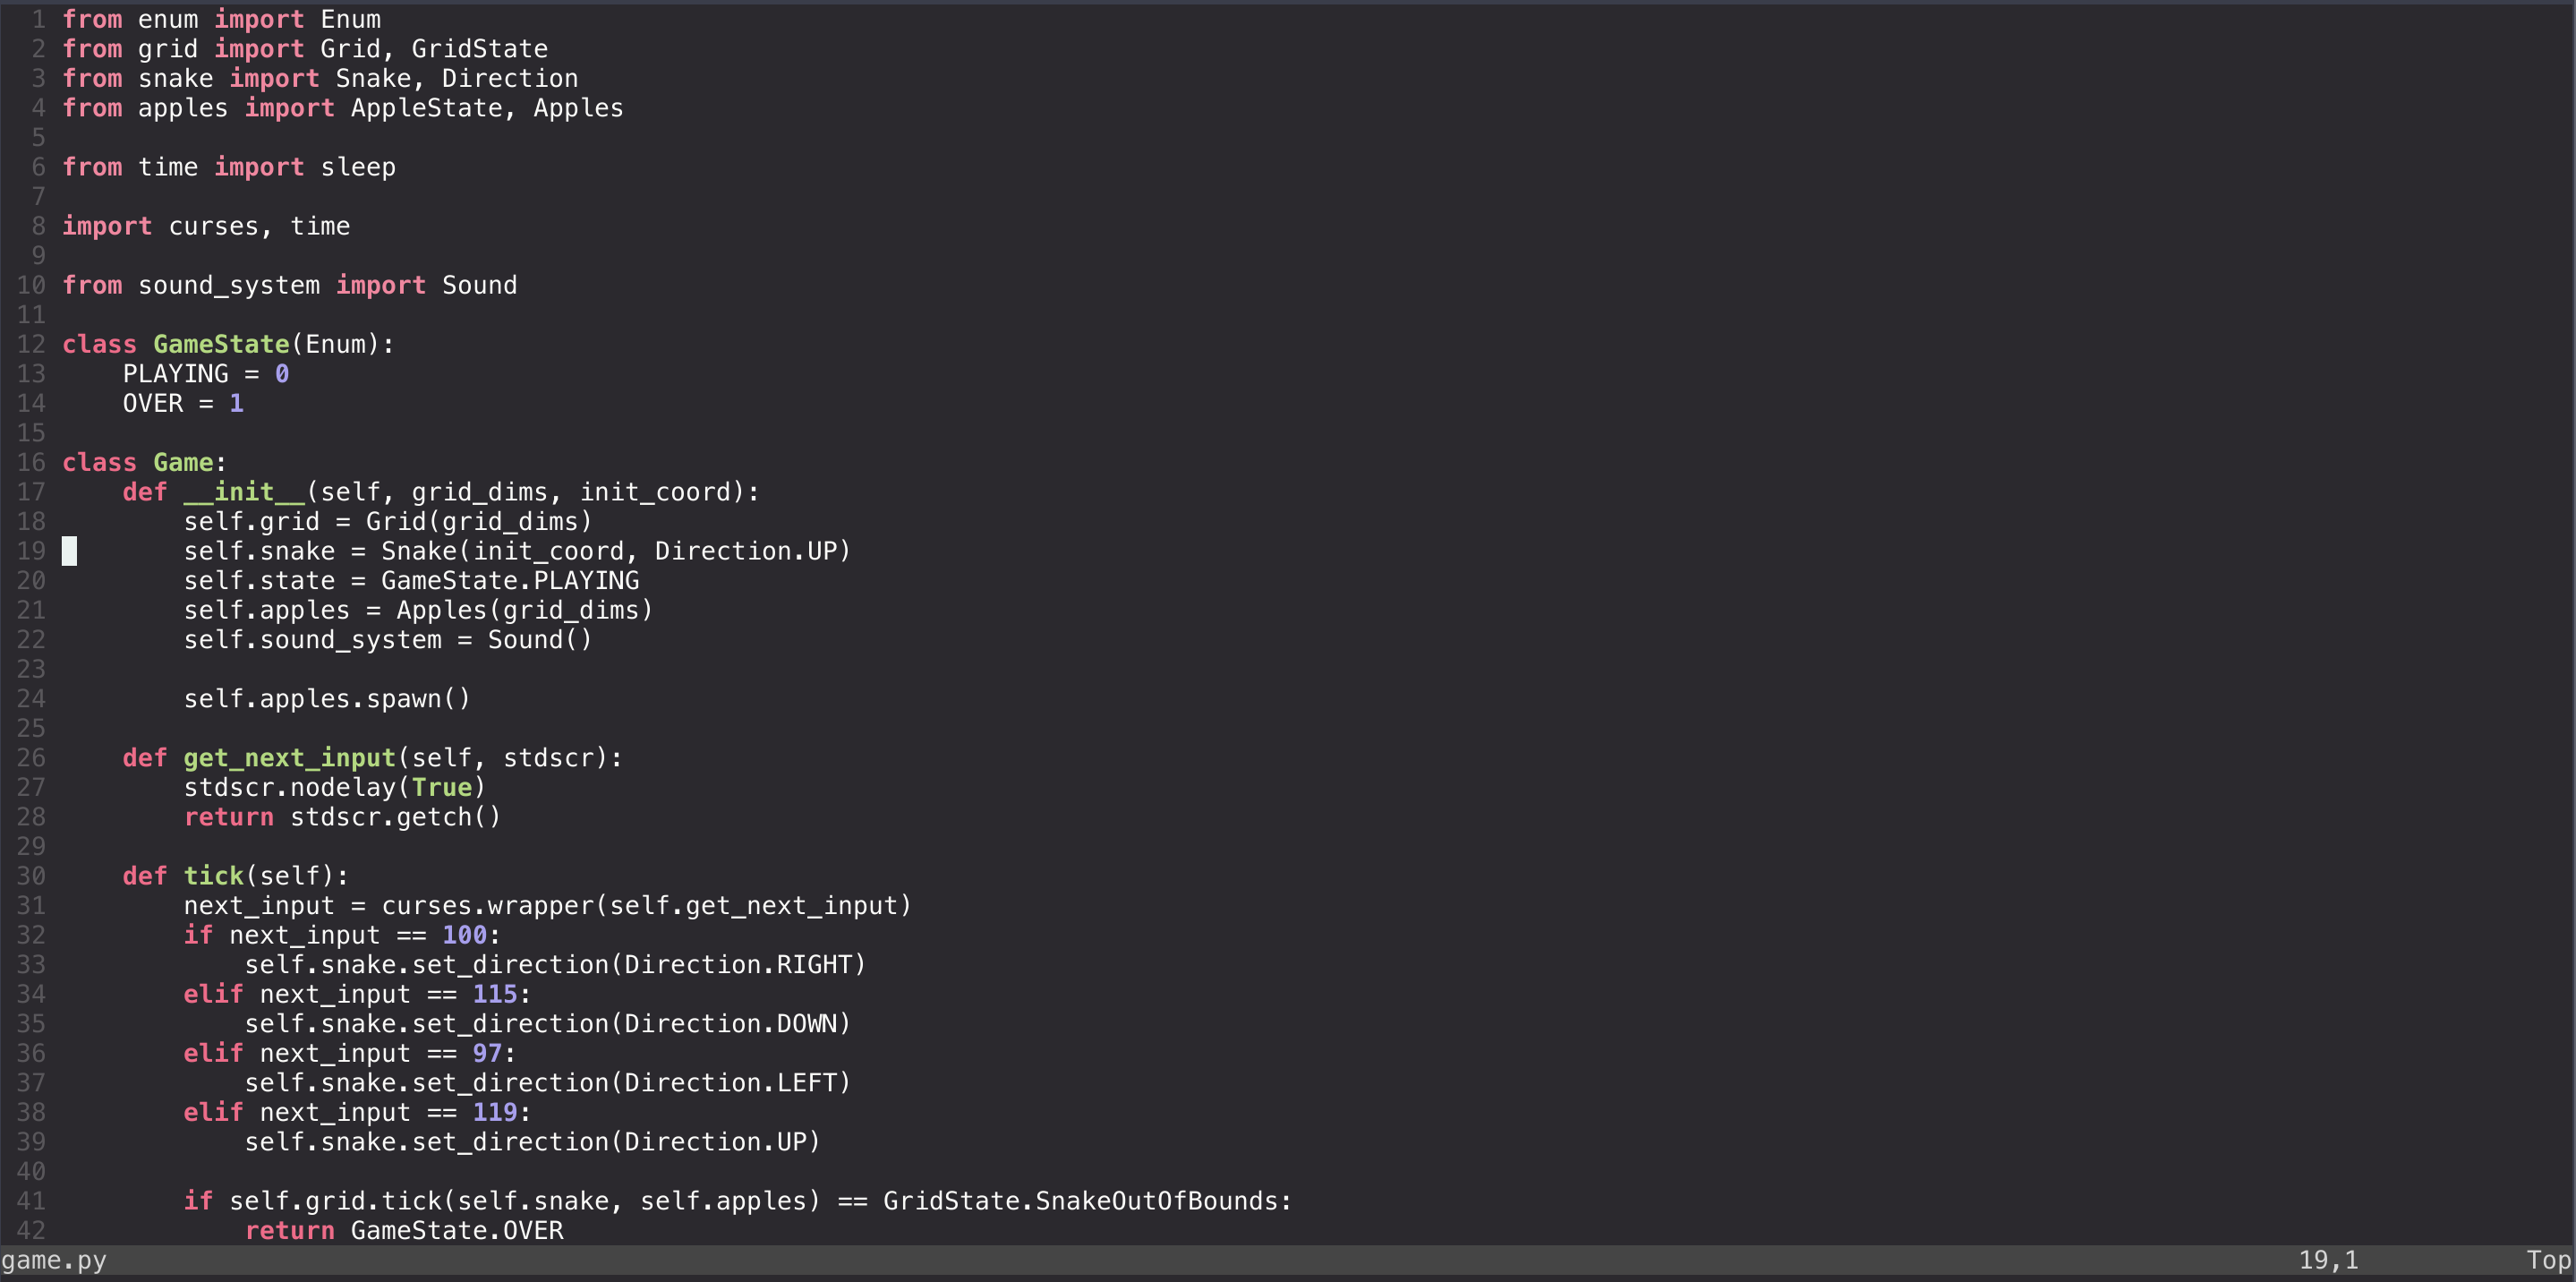 1 from enum import Enum
2 from grid import Grid, GridState
3 from snake import Snake, Direction
4 from apples import AppleState, Apples
5
6 from time import sleep
7
8 import curses, time
9
10 from sound_system import Sound
11
12 class GameState(Enum):
13     PLAYING = 0
14     OVER = 1
15
16 class Game:
17     def __init__(self, grid_dims, init_coord):
18         self.grid = Grid(grid_dims)
19         self.snake = Snake(init_coord, Direction.UP)
20         self.state = GameState.PLAYING
21         self.apples = Apples(grid_dims)
22         self.sound_system = Sound()
23
24         self.apples.spawn()
25
26     def get_next_input(self, stdscr):
27         stdscr.nodelay(True)
28         return stdscr.getch()
29
30     def tick(self):
31         next_input = curses.wrapper(self.get_next_input)
32         if next_input == 100:
33             self.snake.set_direction(Direction.RIGHT)
34         elif next_input == 115:
35             self.snake.set_direction(Direction.DOWN)
36         elif next_input == 97:
37             self.snake.set_direction(Direction.LEFT)
38         elif next_input == 119:
39             self.snake.set_direction(Direction.UP)
40
41         if self.grid.tick(self.snake, self.apples) == GridState.SnakeOutOfBounds:
42             return GameState.OVER
game.py 19,1 Top